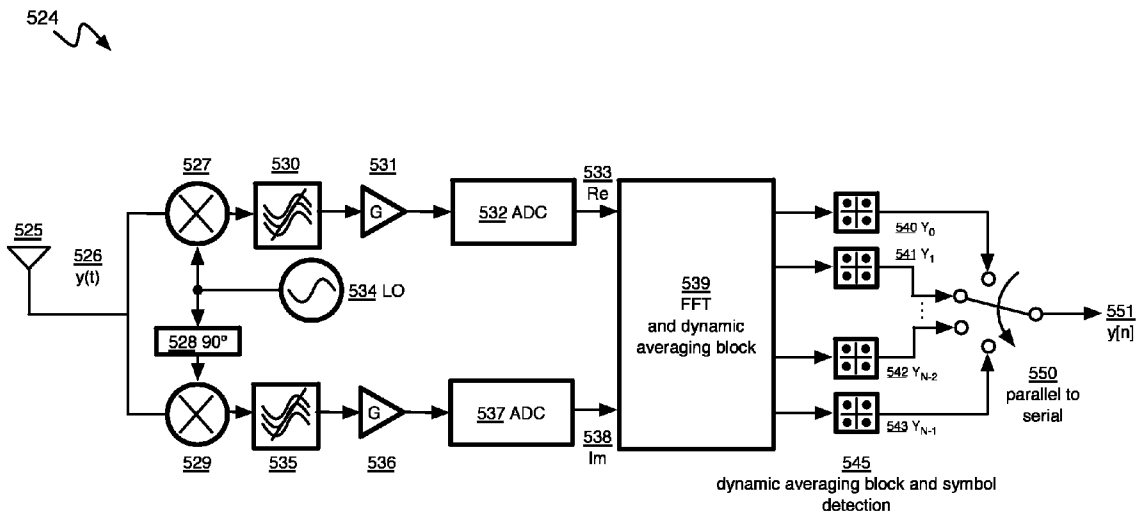 524
527
530
531
533
Re
525
526
y(t)
G
532 ADC
534 LO
528 90°
539
FFT
and dynamic
averaging block
540 Y0
541 Y1
542 YN-2
543 YN-1
551
y[n]
550
parallel to
serial
G
537 ADC
538
Im
529
535
536
545
dynamic averaging block and symbol
detection